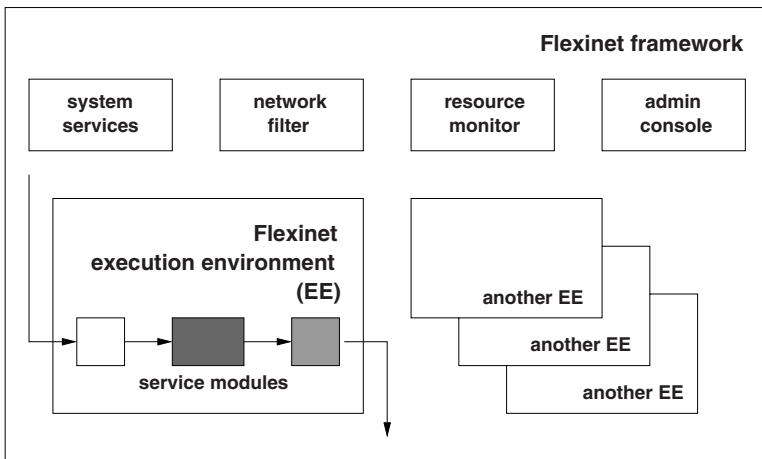 Flexinet framework
system
services
network
filter
resource
monitor
admin
console
Flexinet
execution environment
(EE)
service modules
another EE
another EE
another EE